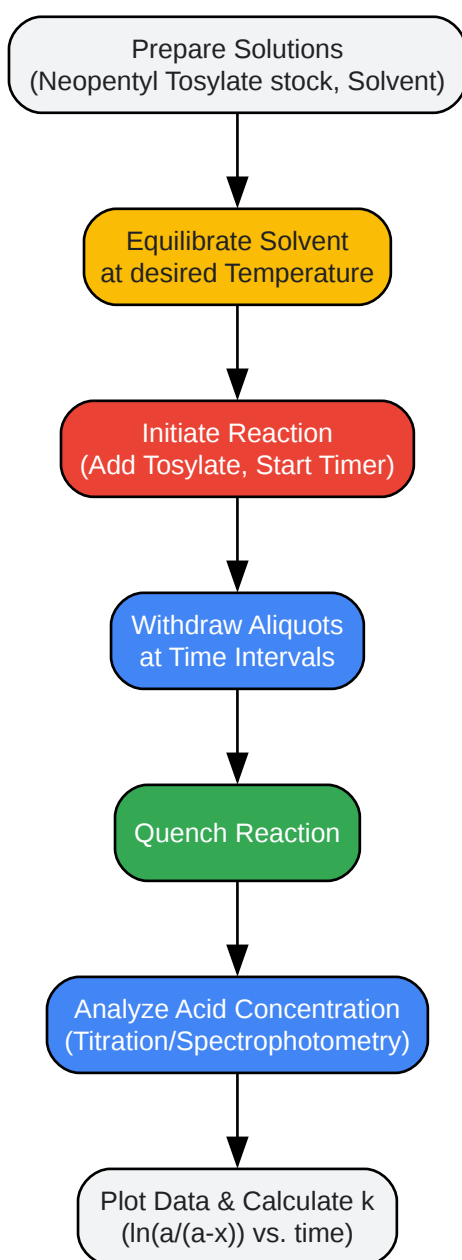 Prepare Solutions
(Neopentyl Tosylate stock, Solvent)
Equilibrate Solvent
at desired Temperature
Initiate Reaction
(Add Tosylate, Start Timer)
Withdraw Aliquots
at Time Intervals
Quench Reaction
Analyze Acid Concentration
(Titration/Spectrophotometry)
Plot Data & Calculate k
(ln(a/(a-x)) vs. time)